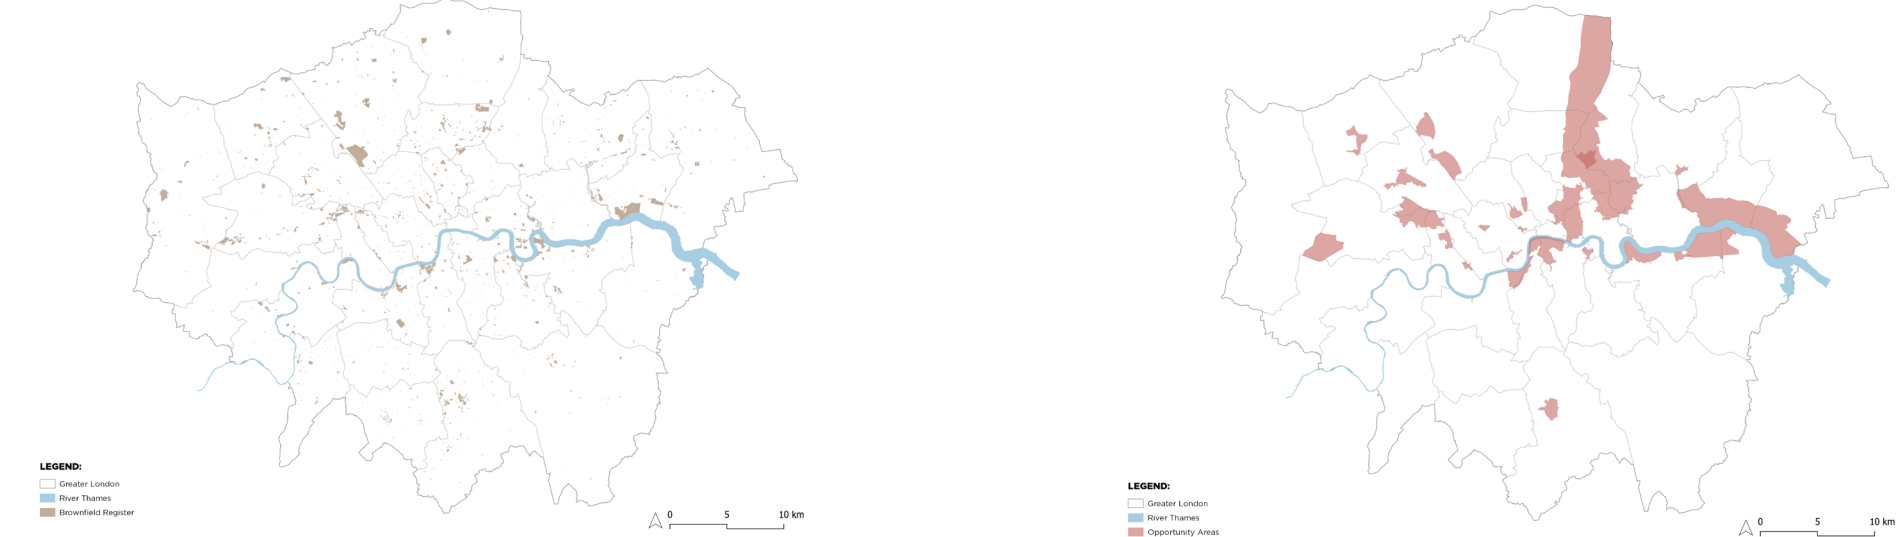 LEGEND:
Greater London
River Thames
Brownfield Register
0 5 10 km
LEGEND:
Greater London
River Thames
Opportunity Areas
0 5 10 km